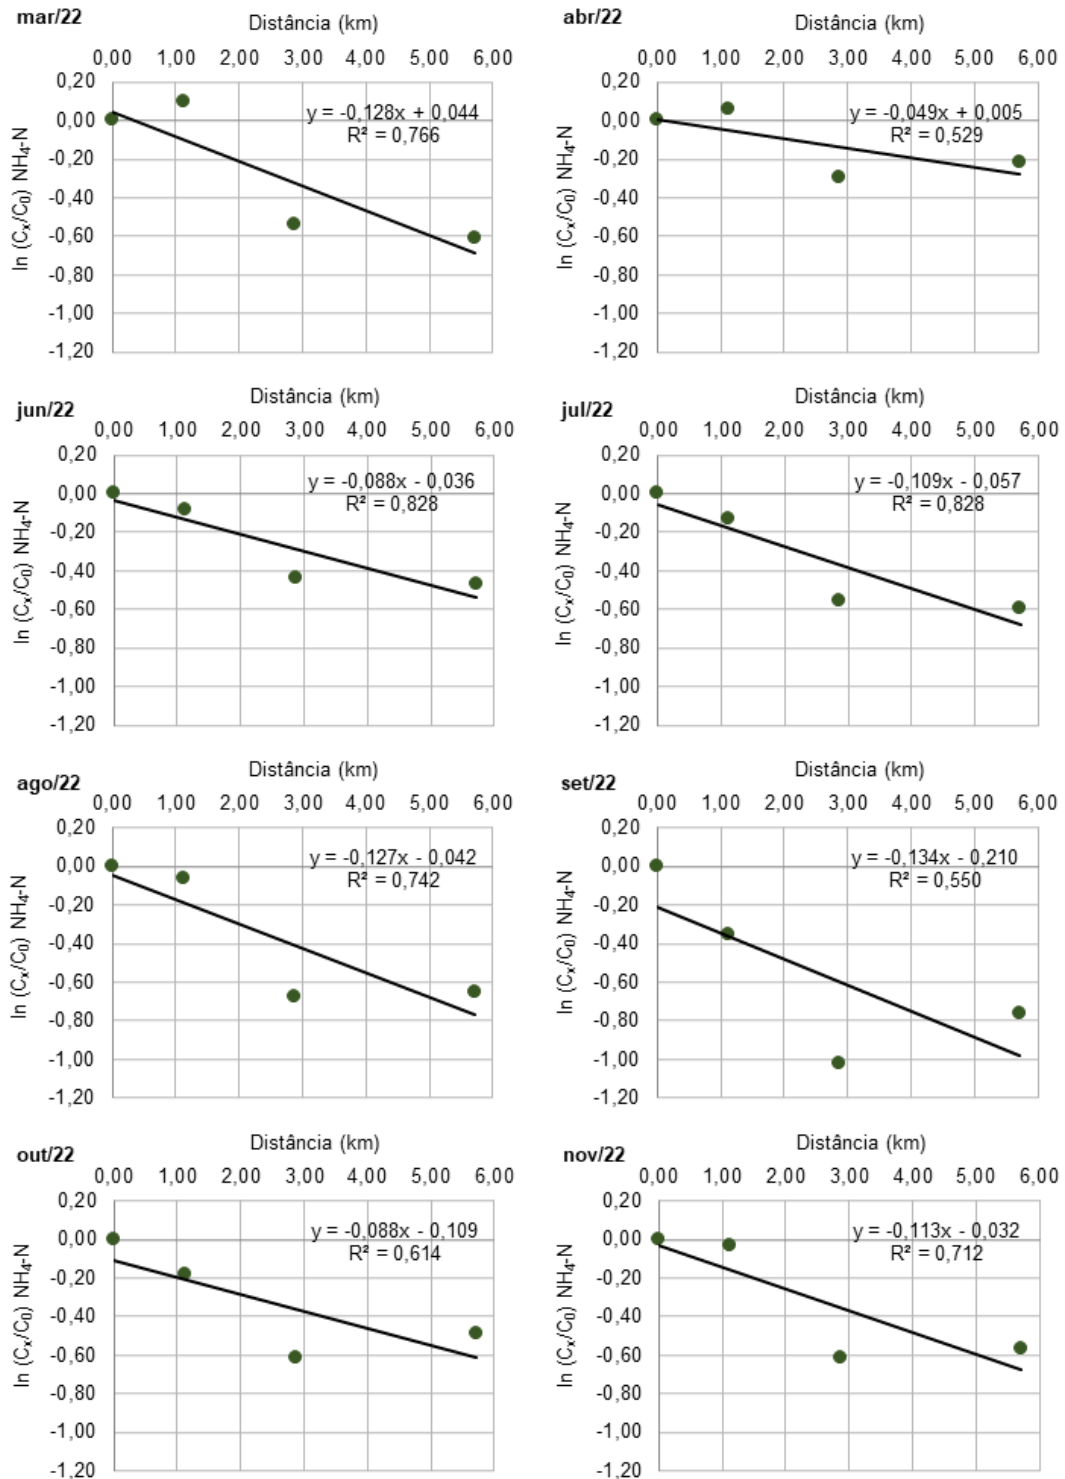 mar/22
Distância (km)
0,00 1,00 2,00 3,00 4,00 5,00 6,00
0,20
0,00
-0,20
-0,40
-0,60
-0,80
-1,00
-1,20
ln (Cₓ/C₀) NH₄-N
y = -0,128x + 0,044
R² = 0,766
abr/22
Distância (km)
0,00 1,00 2,00 3,00 4,00 5,00 6,00
0,20
0,00
-0,20
-0,40
-0,60
-0,80
-1,00
-1,20
ln (Cₓ/C₀) NH₄-N
y = -0,049x + 0,005
R² = 0,529
jun/22
Distância (km)
0,00 1,00 2,00 3,00 4,00 5,00 6,00
0,20
0,00
-0,20
-0,40
-0,60
-0,80
-1,00
-1,20
ln (Cₓ/C₀) NH₄-N
y = -0,088x - 0,036
R² = 0,828
jul/22
Distância (km)
0,00 1,00 2,00 3,00 4,00 5,00 6,00
0,20
0,00
-0,20
-0,40
-0,60
-0,80
-1,00
-1,20
ln (Cₓ/C₀) NH₄-N
y = -0,109x - 0,057
R² = 0,828
ago/22
Distância (km)
0,00 1,00 2,00 3,00 4,00 5,00 6,00
0,20
0,00
-0,20
-0,40
-0,60
-0,80
-1,00
-1,20
ln (Cₓ/C₀) NH₄-N
y = -0,127x - 0,042
R² = 0,742
set/22
Distância (km)
0,00 1,00 2,00 3,00 4,00 5,00 6,00
0,20
0,00
-0,20
-0,40
-0,60
-0,80
-1,00
-1,20
ln (Cₓ/C₀) NH₄-N
y = -0,134x - 0,210
R² = 0,550
out/22
Distância (km)
0,00 1,00 2,00 3,00 4,00 5,00 6,00
0,20
0,00
-0,20
-0,40
-0,60
-0,80
-1,00
-1,20
ln (Cₓ/C₀) NH₄-N
y = -0,088x - 0,109
R² = 0,614
nov/22
Distância (km)
0,00 1,00 2,00 3,00 4,00 5,00 6,00
0,20
0,00
-0,20
-0,40
-0,60
-0,80
-1,00
-1,20
ln (Cₓ/C₀) NH₄-N
y = -0,113x - 0,032
R² = 0,712